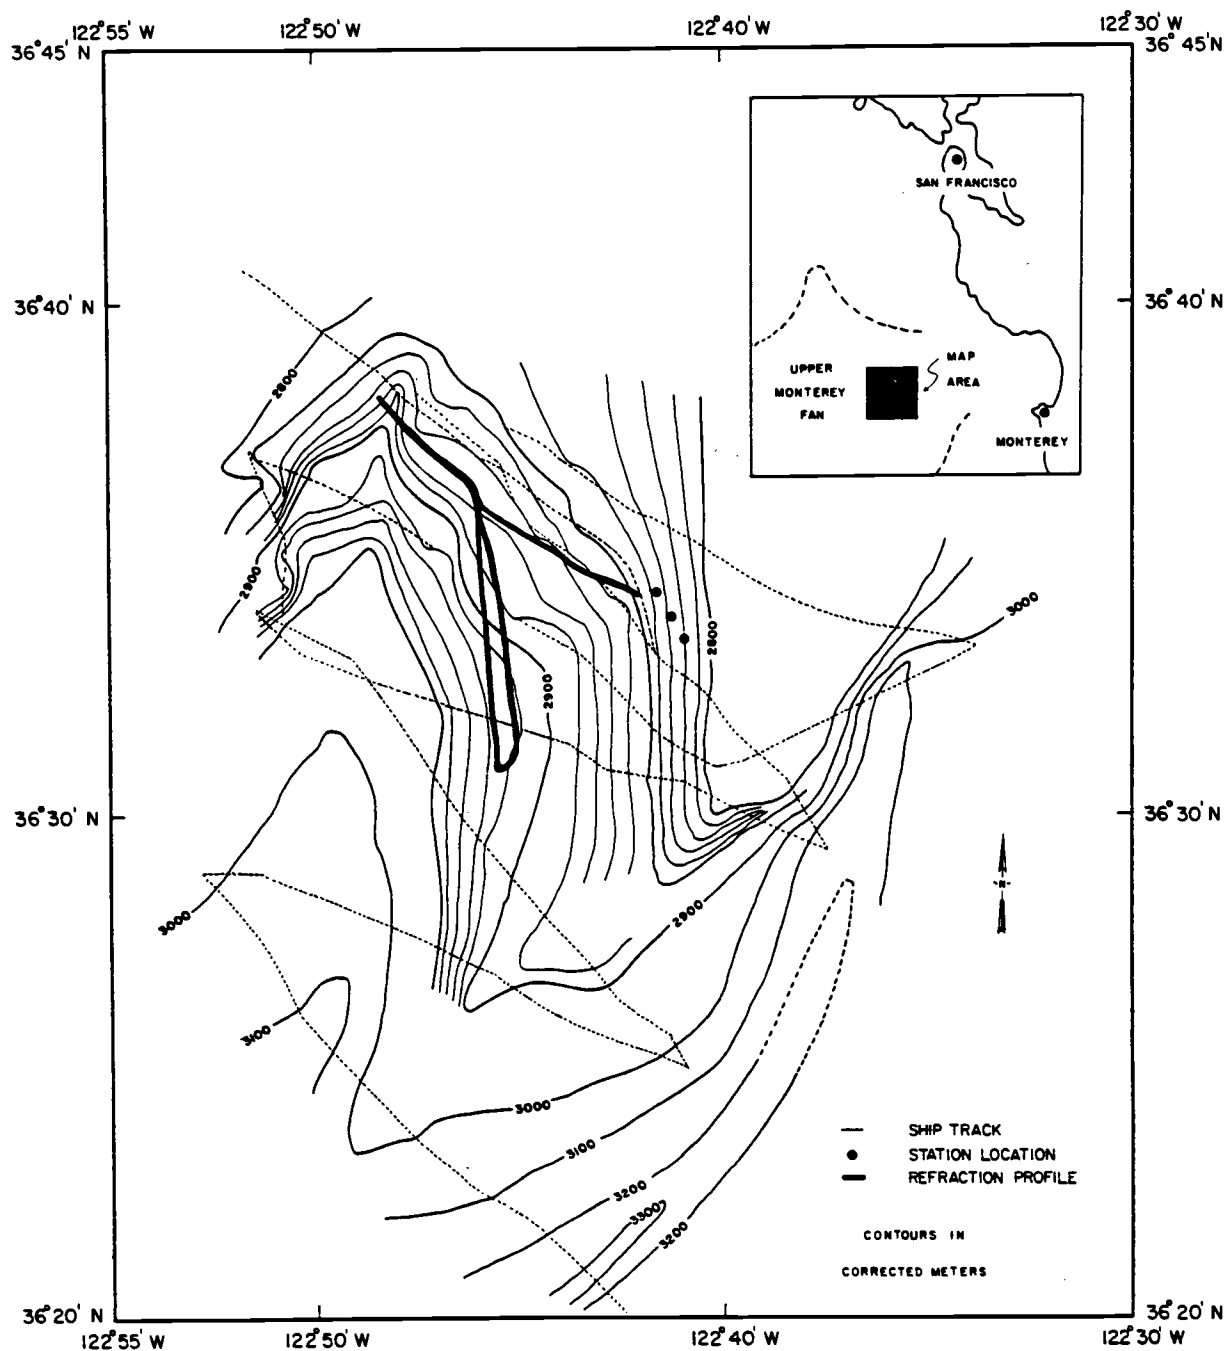 122°55' W
122°50' W
122°40' W
122°30' W
36°45' N
36°45' N
SAN FRANCISCO
36°40' N
36°40' N
MAP
AREA
UPPER
MONTEREY
FAN
MONTEREY
2800
2900
3000
2800
2900
36°30' N
36°30' N
N
3000
2900
3100
3000
3100
3200
3300
3200
SHIP TRACK
STATION LOCATION
REFRACTION PROFILE
CONTOURS IN
CORRECTED METERS
36°20' N
36°20' N
122°55' W
122°50' W
122°40' W
122°30' W